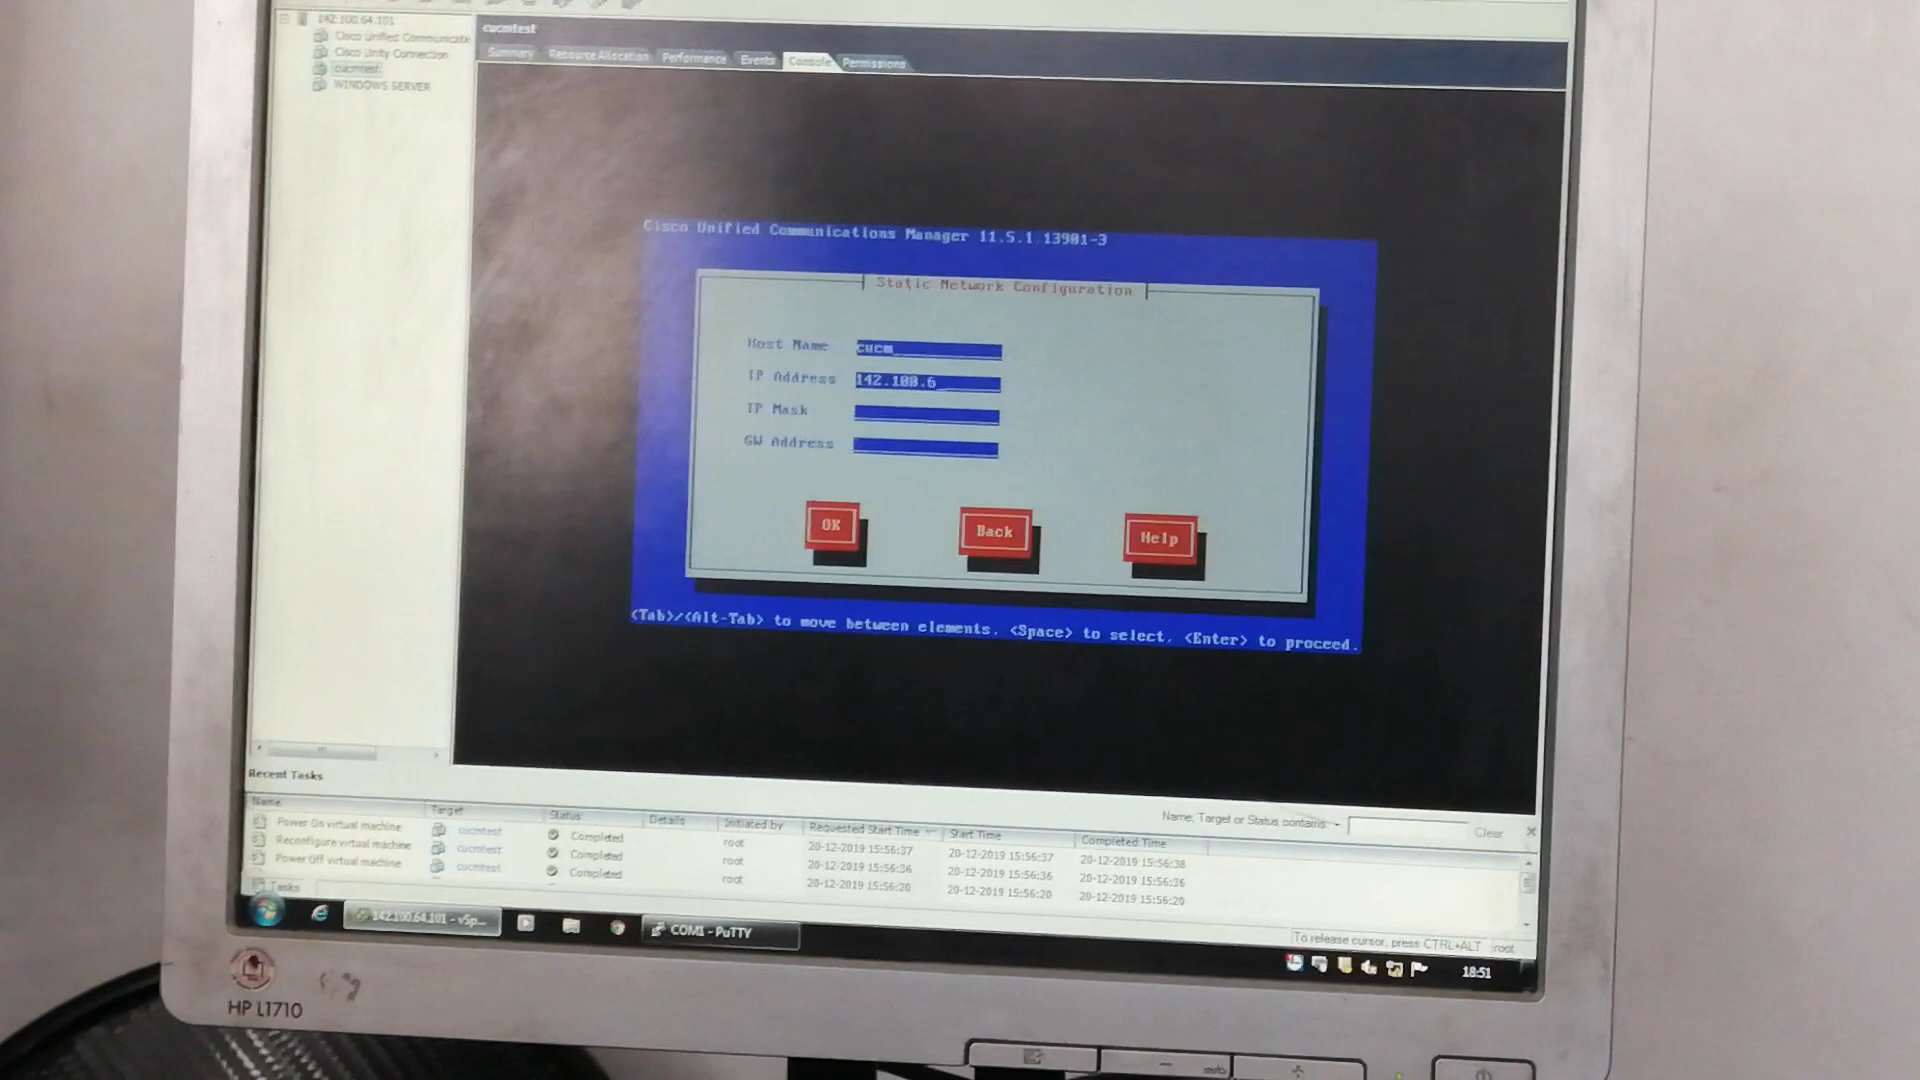 142.100.64.101
Cisco Unified Communicatio
Cisco Unity Connection
cucmtest
WINDOWS SERVER
cucmtest
Summary Resource Allocation Performance Events Console Permissions
Cisco Unified Communications Manager 11.5.1.13901-3
Static Network Configuration
Host Name cucm
IP Address 142.100.6
IP Mask
GW Address
OK Back Help
<Tab>/<Alt-Tab> to move between elements. <Space> to select. <Enter> to proceed.
Recent Tasks
Name, Target or Status contains: Clear
Name Target Status Details Initiated by Requested Start Time Start Time Completed Time
Power On virtual machine cucmtest Completed root 20-12-2019 15:56:37 20-12-2019 15:56:37 20-12-2019 15:56:38
Reconfigure virtual machine cucmtest Completed root 20-12-2019 15:56:36 20-12-2019 15:56:36 20-12-2019 15:56:36
Power Off virtual machine cucmtest Completed root 20-12-2019 15:56:20 20-12-2019 15:56:20 20-12-2019 15:56:20
Tasks
To release cursor, press CTRL+ALT root
142.100.64.101 - vSp... COM1 - PuTTY
18:51
HP L1710